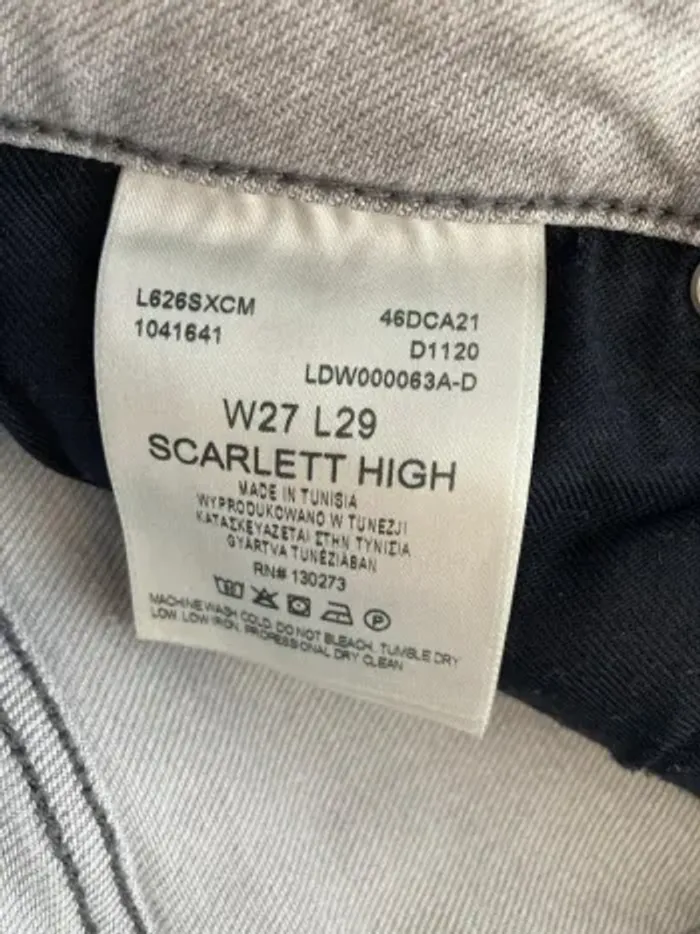 L626SXCM
1041641
46DCA21
D1120
LDW000063A-D
W27 L29
SCARLETT HIGH
MADE IN TUNISIA
WYPRODUKOWANO W TUNEZJI
ΚΑΤΑΣΚΕΥΑΖΕΤΑΙ ΣΤΗΝ ΤΥΝΙΣΙΑ
GYÁRTVA TUNÉZIÁBAN
RN# 130273
P
MACHINE WASH COLD, DO NOT BLEACH, TUMBLE DRY
LOW, LOW IRON, PROFESSIONAL DRY CLEAN